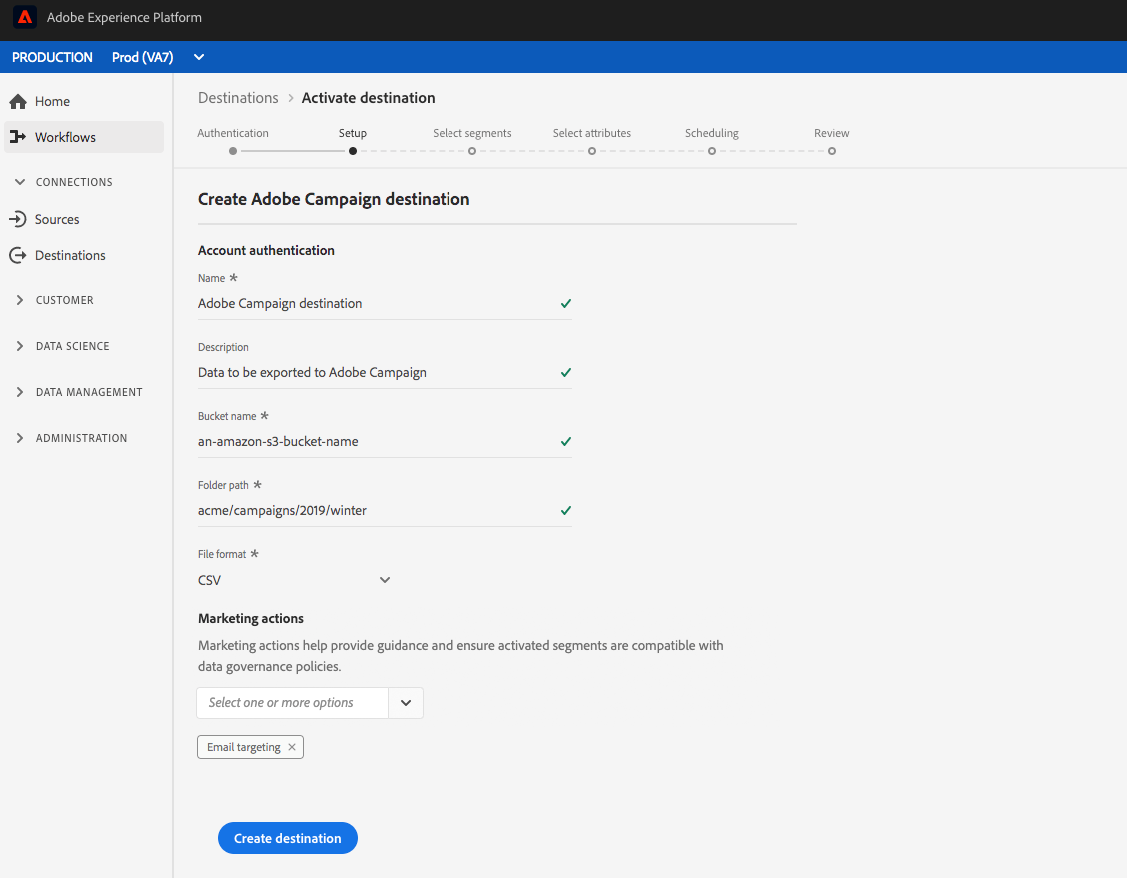 Adobe Experience Platform
PRODUCTION Prod (VA7)
Home
Workflows
CONNECTIONS
Sources
Destinations
CUSTOMER
DATA SCIENCE
DATA MANAGEMENT
ADMINISTRATION
Destinations > Activate destination
Authentication Setup Select segments Select attributes Scheduling Review
Create Adobe Campaign destination
Account authentication
Name *
Adobe Campaign destination
Description
Data to be exported to Adobe Campaign
Bucket name *
an-amazon-s3-bucket-name
Folder path *
acme/campaigns/2019/winter
File format *
CSV
Marketing actions
Marketing actions help provide guidance and ensure activated segments are compatible with
data governance policies.
Select one or more options
Email targeting ×
Create destination